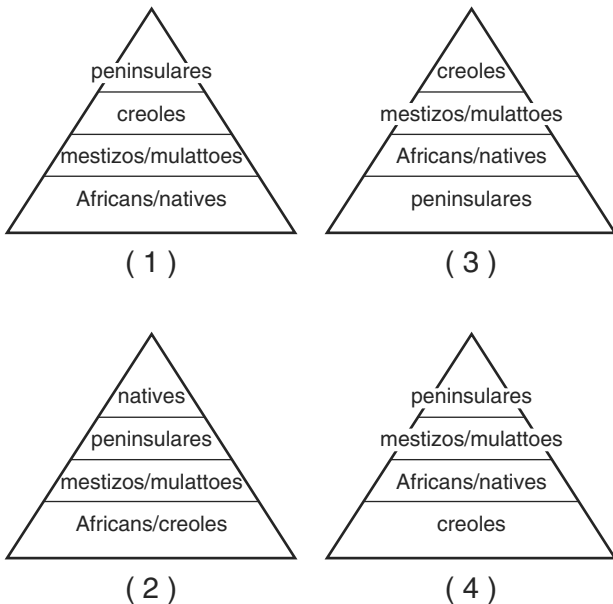 peninsulares
creoles
mestizos/mulattoes
Africans/natives
( 1 )
creoles
mestizos/mulattoes
Africans/natives
peninsulares
( 3 )
natives
peninsulares
mestizos/mulattoes
Africans/creoles
( 2 )
peninsulares
mestizos/mulattoes
Africans/natives
creoles
( 4 )